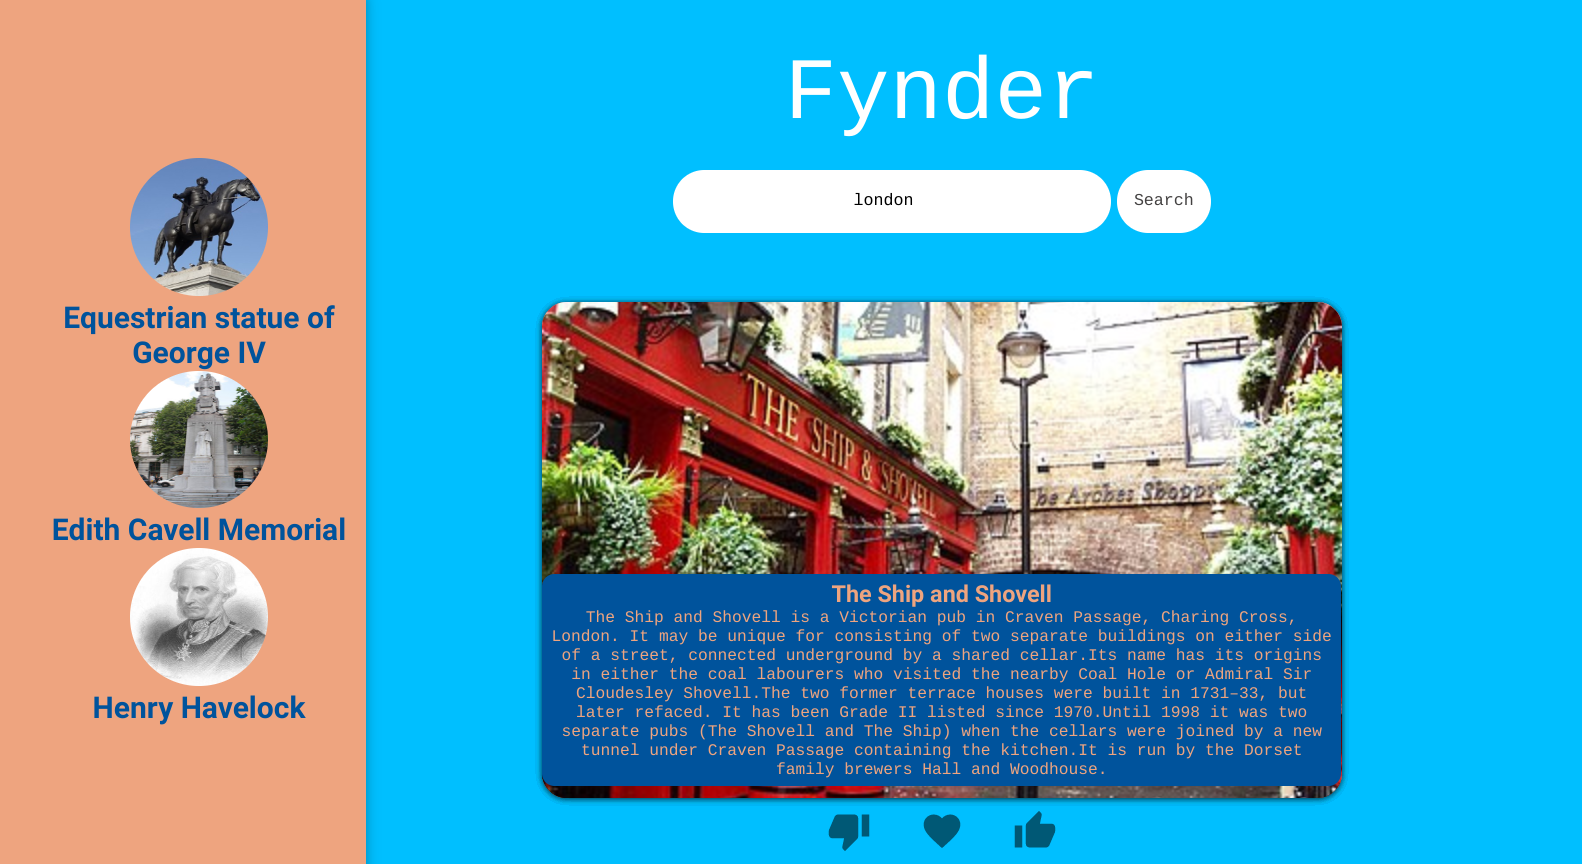 Fynder
london
Search
Equestrian statue of
George IV
Edith Cavell Memorial
Henry Havelock
THE SHIP & SHOVELL
The Arches Shopp
The Ship and Shovell
The Ship and Shovell is a Victorian pub in Craven Passage, Charing Cross,
London. It may be unique for consisting of two separate buildings on either side
of a street, connected underground by a shared cellar.Its name has its origins
in either the coal labourers who visited the nearby Coal Hole or Admiral Sir
Cloudesley Shovell.The two former terrace houses were built in 1731–33, but
later refaced. It has been Grade II listed since 1970.Until 1998 it was two
separate pubs (The Shovell and The Ship) when the cellars were joined by a new
tunnel under Craven Passage containing the kitchen.It is run by the Dorset
family brewers Hall and Woodhouse.